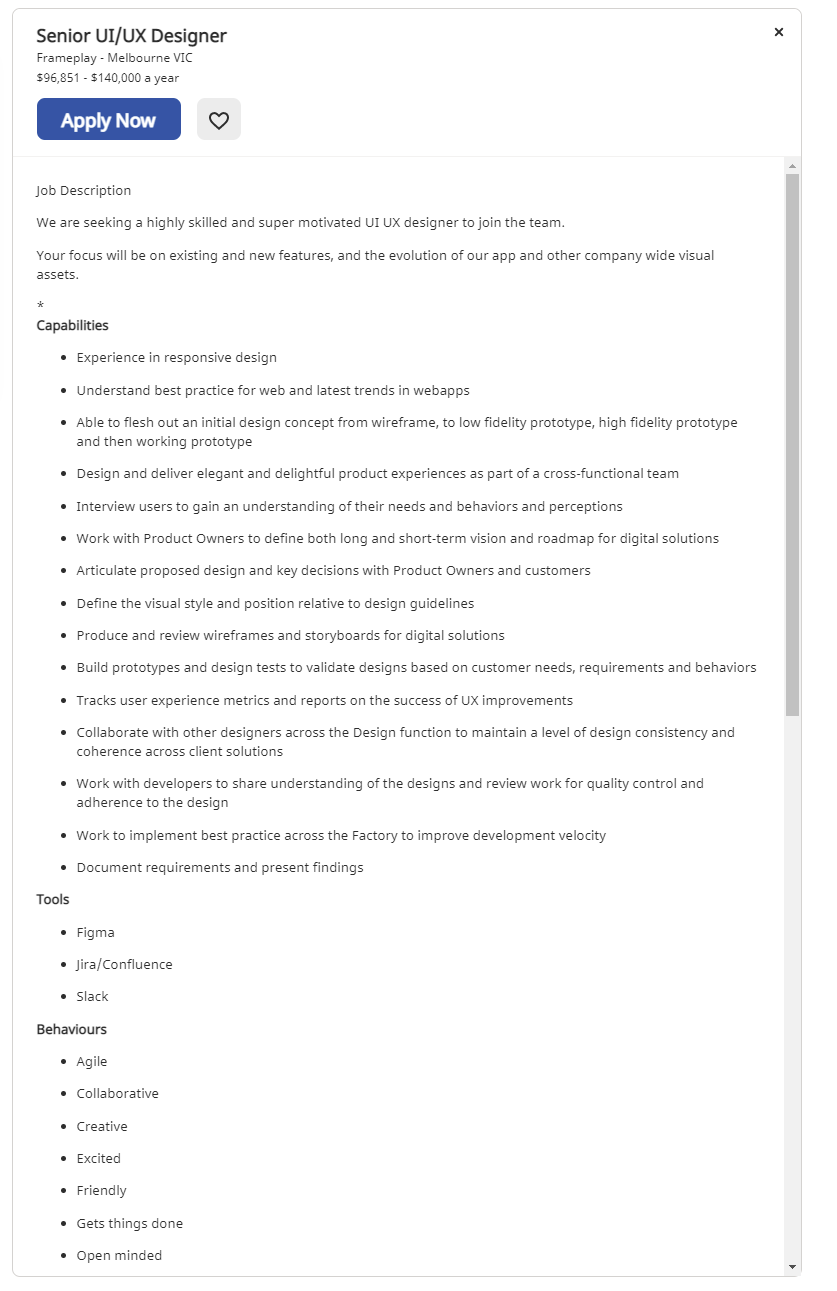 Senior UI/UX Designer
Frameplay - Melbourne VIC
$96,851 - $140,000 a year
Apply Now
Job Description
We are seeking a highly skilled and super motivated UI UX designer to join the team.
Your focus will be on existing and new features, and the evolution of our app and other company wide visual
assets.
*
Capabilities
• Experience in responsive design
• Understand best practice for web and latest trends in webapps
• Able to flesh out an initial design concept from wireframe, to low fidelity prototype, high fidelity prototype
and then working prototype
• Design and deliver elegant and delightful product experiences as part of a cross-functional team
• Interview users to gain an understanding of their needs and behaviors and perceptions
• Work with Product Owners to define both long and short-term vision and roadmap for digital solutions
• Articulate proposed design and key decisions with Product Owners and customers
• Define the visual style and position relative to design guidelines
• Produce and review wireframes and storyboards for digital solutions
• Build prototypes and design tests to validate designs based on customer needs, requirements and behaviors
• Tracks user experience metrics and reports on the success of UX improvements
• Collaborate with other designers across the Design function to maintain a level of design consistency and
coherence across client solutions
• Work with developers to share understanding of the designs and review work for quality control and
adherence to the design
• Work to implement best practice across the Factory to improve development velocity
• Document requirements and present findings
Tools
• Figma
• Jira/Confluence
• Slack
Behaviours
• Agile
• Collaborative
• Creative
• Excited
• Friendly
• Gets things done
• Open minded